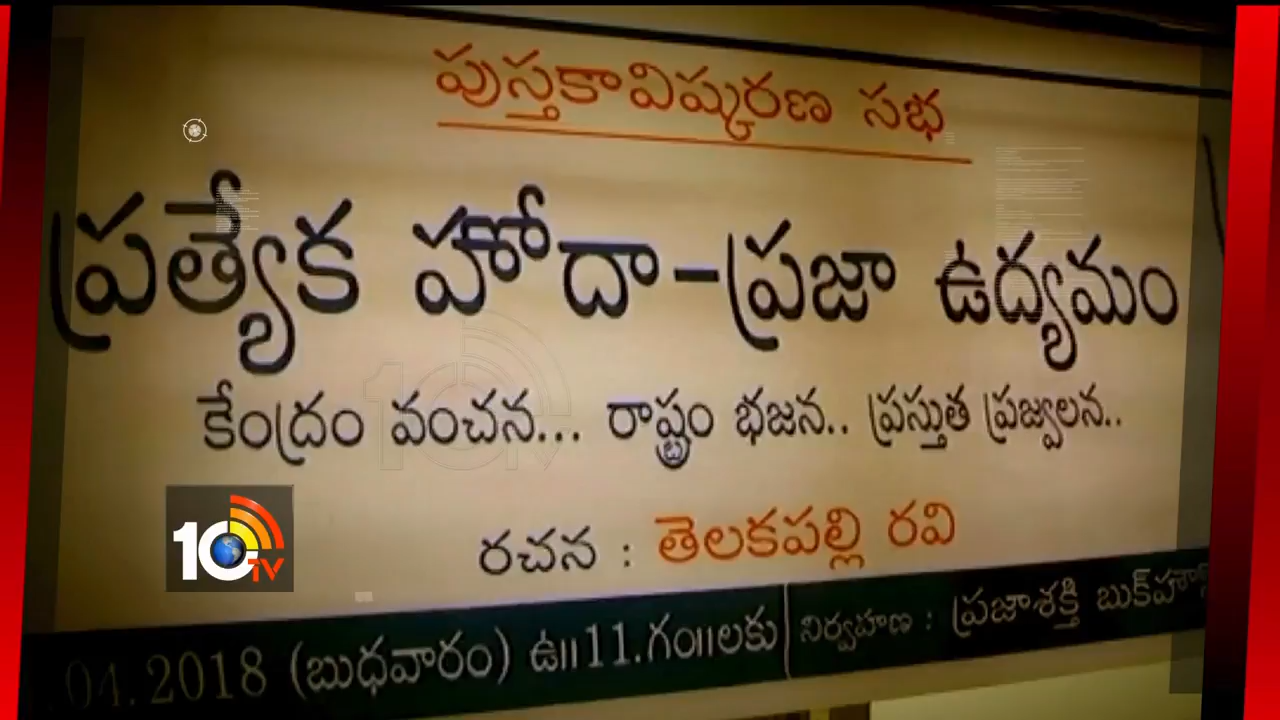 పుస్తకావిష్కరణ సభ
ప్రత్యేక హోదా-ప్రజా ఉద్యమం
కేంద్రం వంచన... రాష్ట్రం భజన.. ప్రస్తుత ప్రజ్వలన..
రచన : తెలకపల్లి రవి
10TV
.04.2018 (బుధవారం) ఉ॥11.గం॥లకు నిర్వహణ : ప్రజాశక్తి